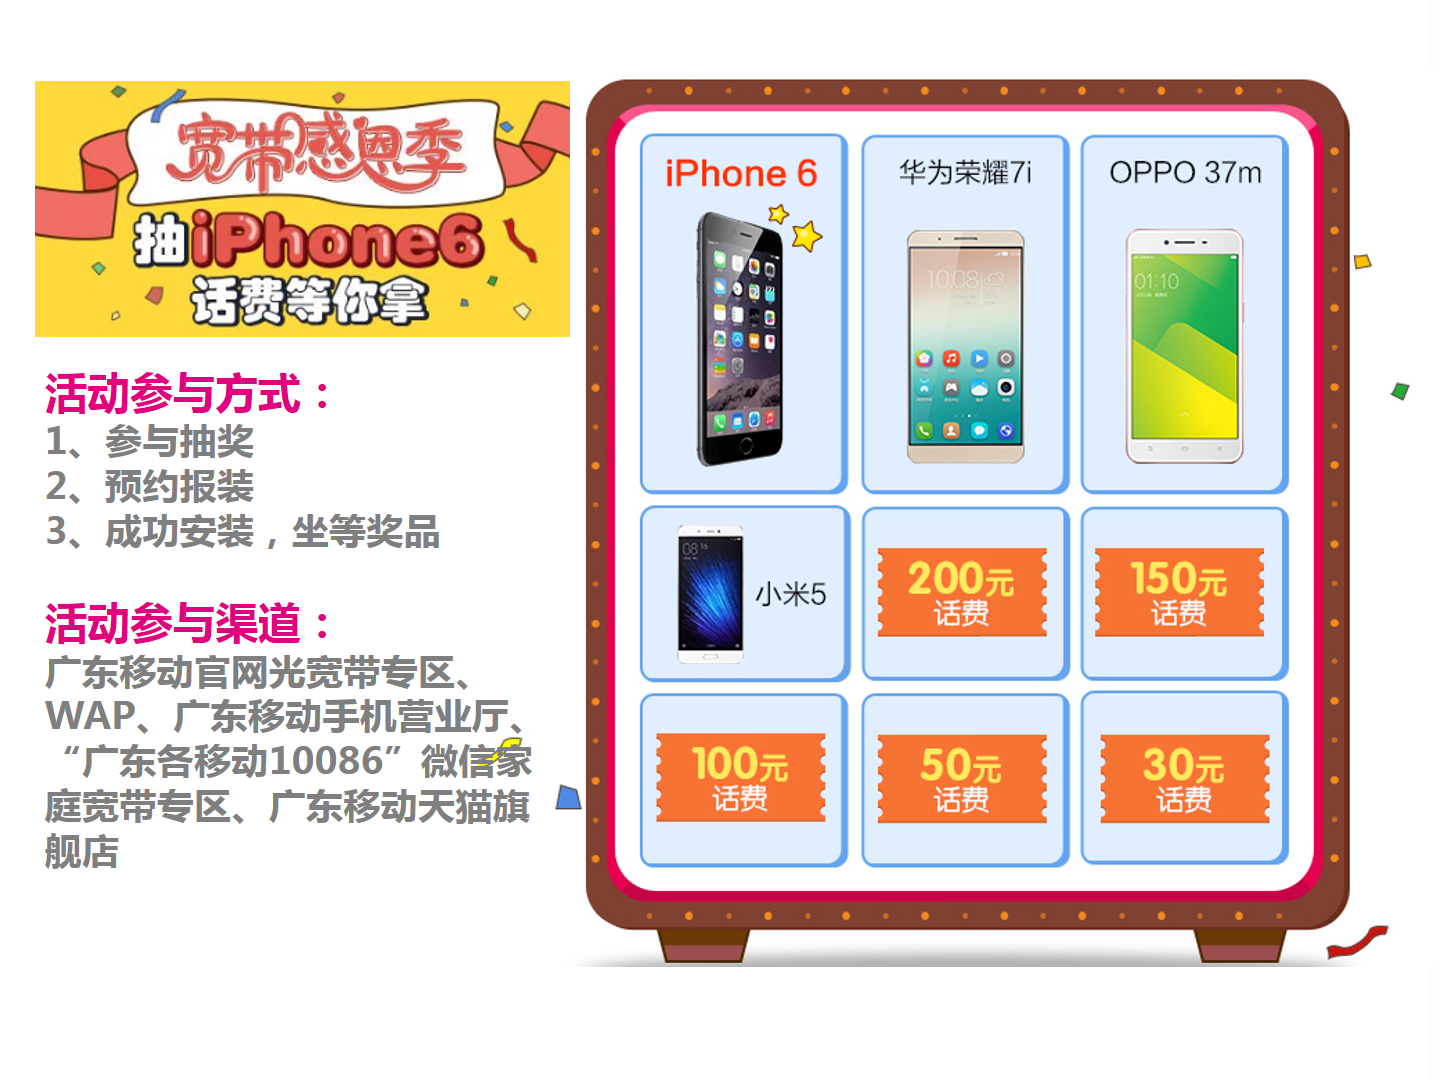 宽带感恩季
抽iPhone6
话费等你拿
活动参与方式：
1、参与抽奖
2、预约报装
3、成功安装，坐等奖品
活动参与渠道：
广东移动官网光宽带专区、
WAP、广东移动手机营业厅、
“广东各移动10086”微信家
庭宽带专区、广东移动天猫旗
舰店
iPhone 6
华为荣耀7i
10:08
OPPO 37m
01:10
08 16
小米5
200元
话费
150元
话费
100元
话费
50元
话费
30元
话费